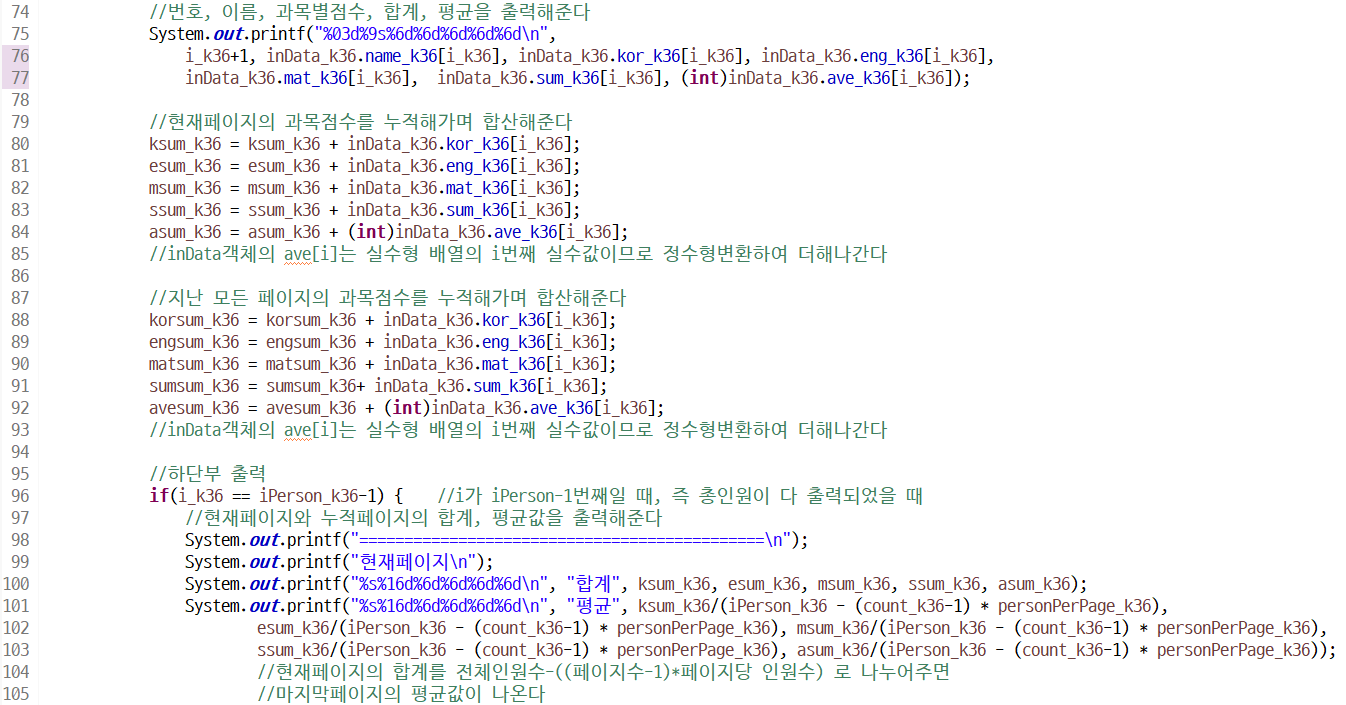 74 //번호, 이름, 과목별점수, 합계, 평균을 출력해준다
75 System.out.printf("%03d%9s%6d%6d%6d%6d%6d\n",
76 i_k36+1, inData_k36.name_k36[i_k36], inData_k36.kor_k36[i_k36], inData_k36.eng_k36[i_k36],
77 inData_k36.mat_k36[i_k36],  inData_k36.sum_k36[i_k36], (int)inData_k36.ave_k36[i_k36]);
78
79 //현재페이지의 과목점수를 누적해가며 합산해준다
80 ksum_k36 = ksum_k36 + inData_k36.kor_k36[i_k36];
81 esum_k36 = esum_k36 + inData_k36.eng_k36[i_k36];
82 msum_k36 = msum_k36 + inData_k36.mat_k36[i_k36];
83 ssum_k36 = ssum_k36 + inData_k36.sum_k36[i_k36];
84 asum_k36 = asum_k36 + (int)inData_k36.ave_k36[i_k36];
85 //inData객체의 ave[i]는 실수형 배열의 i번째 실수값이므로 정수형변환하여 더해나간다
86
87 //지난 모든 페이지의 과목점수를 누적해가며 합산해준다
88 korsum_k36 = korsum_k36 + inData_k36.kor_k36[i_k36];
89 engsum_k36 = engsum_k36 + inData_k36.eng_k36[i_k36];
90 matsum_k36 = matsum_k36 + inData_k36.mat_k36[i_k36];
91 sumsum_k36 = sumsum_k36+ inData_k36.sum_k36[i_k36];
92 avesum_k36 = avesum_k36 + (int)inData_k36.ave_k36[i_k36];
93 //inData객체의 ave[i]는 실수형 배열의 i번째 실수값이므로 정수형변환하여 더해나간다
94
95 //하단부 출력
96 if(i_k36 == iPerson_k36-1) {    //i가 iPerson-1번째일 때, 즉 총인원이 다 출력되었을 때
97 //현재페이지와 누적페이지의 합계, 평균값을 출력해준다
98 System.out.printf("=============================================\n");
99 System.out.printf("현재페이지\n");
100 System.out.printf("%s%16d%6d%6d%6d%6d\n", "합계", ksum_k36, esum_k36, msum_k36, ssum_k36, asum_k36);
101 System.out.printf("%s%16d%6d%6d%6d%6d\n", "평균", ksum_k36/(iPerson_k36 - (count_k36-1) * personPerPage_k36),
102 esum_k36/(iPerson_k36 - (count_k36-1) * personPerPage_k36), msum_k36/(iPerson_k36 - (count_k36-1) * personPerPage_k36),
103 ssum_k36/(iPerson_k36 - (count_k36-1) * personPerPage_k36), asum_k36/(iPerson_k36 - (count_k36-1) * personPerPage_k36));
104 //현재페이지의 합계를 전체인원수-((페이지수-1)*페이지당 인원수) 로 나누어주면
105 //마지막페이지의 평균값이 나온다